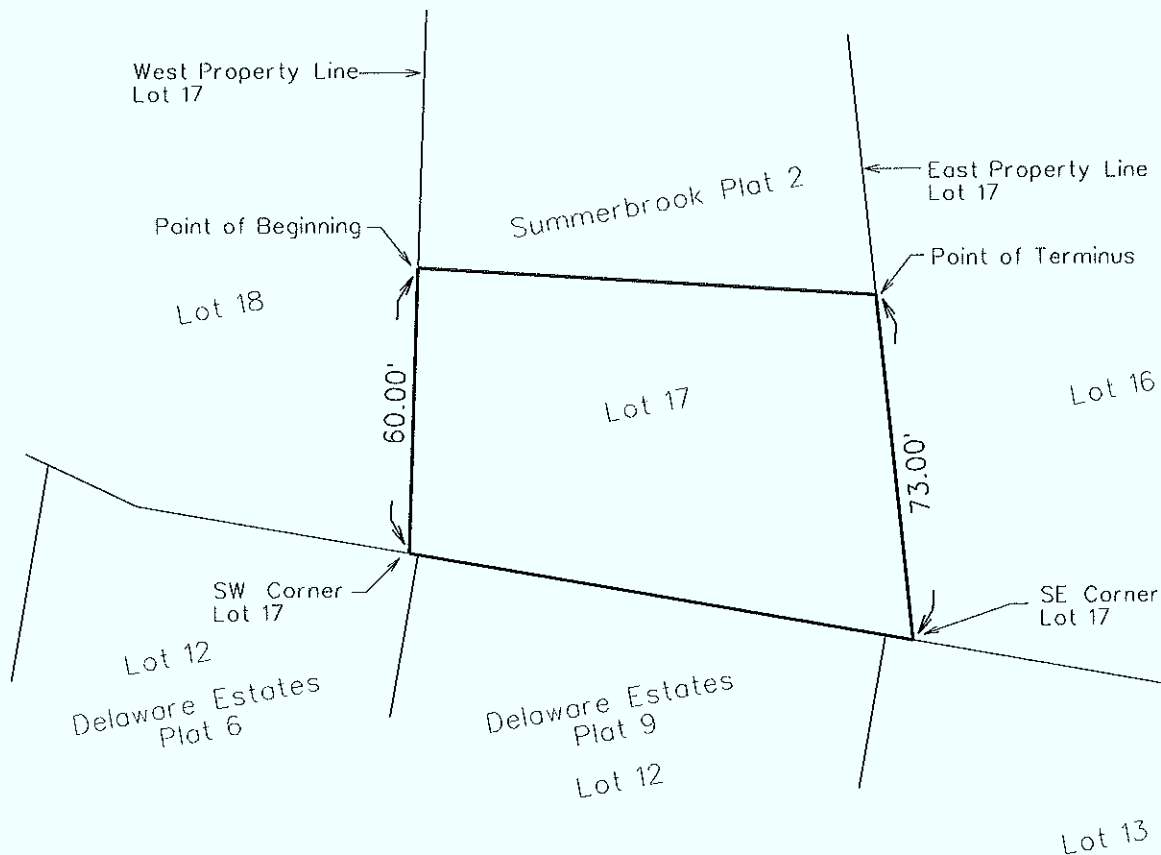 West Property Line
Lot 17
East Property Line
Lot 17
Summerbrook Plat 2
Point of Beginning
Point of Terminus
Lot 18
Lot 17
Lot 16
60.00'
73.00'
SW Corner
Lot 17
SE Corner
Lot 17
Lot 12
Delaware Estates
Plat 6
Delaware Estates
Plat 9
Lot 12
Lot 13